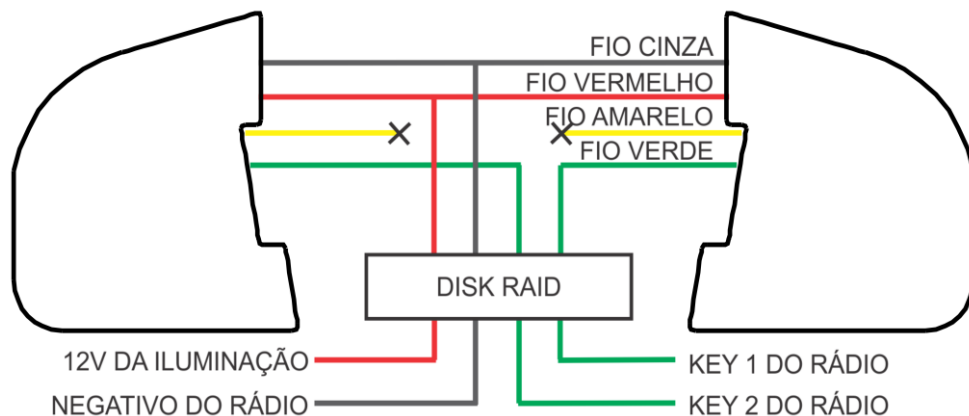 FIO CINZA
FIO VERMELHO
FIO AMARELO
FIO VERDE
DISK RAID
12V DA ILUMINAÇÃO
KEY 1 DO RÁDIO
NEGATIVO DO RÁDIO
KEY 2 DO RÁDIO